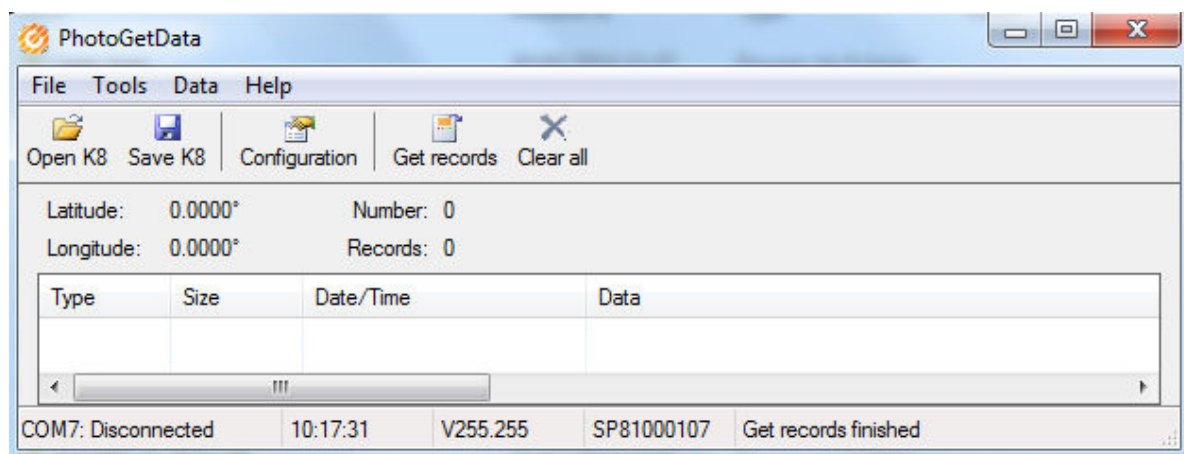 PhotoGetData
File Tools Data Help
Open K8 Save K8 Configuration Get records Clear all
Latitude: 0.0000° Number: 0
Longitude: 0.0000° Records: 0
Type Size Date/Time Data
COM7: Disconnected 10:17:31 V255.255 SP81000107 Get records finished